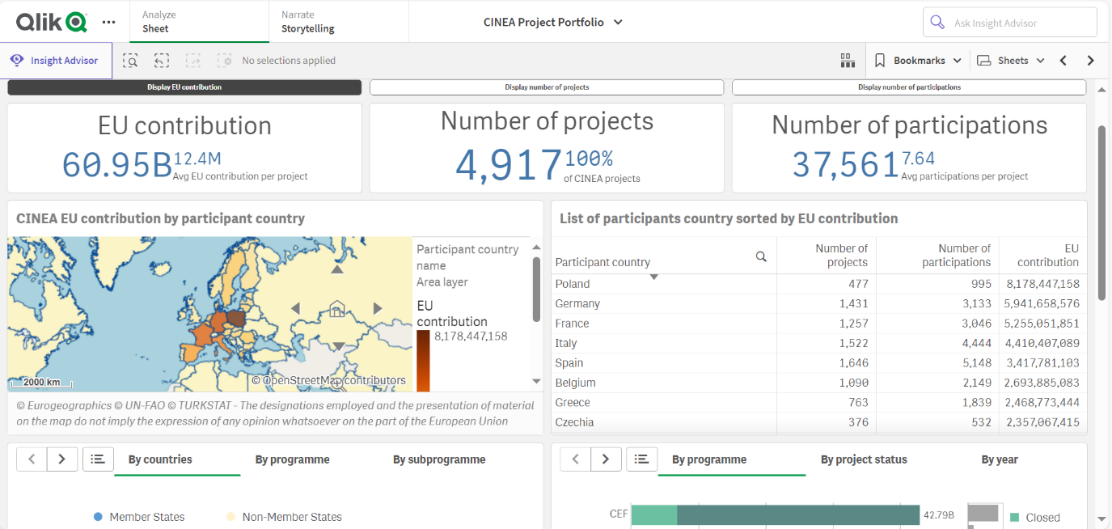 Qlik
Analyze
Sheet
Narrate
Storytelling
CINEA Project Portfolio
Ask Insight Advisor
Insight Advisor
No selections applied
Bookmarks
Sheets
Display EU contribution
Display number of projects
Display number of participations
EU contribution
60.95B 12.4M
Avg EU contribution per project
Number of projects
4,917 100%
of CINEA projects
Number of participations
37,561 7.64
Avg participations per project
CINEA EU contribution by participant country
Participant country
name
Area layer
EU
contribution
8,178,447,158
2000 km
© OpenStreetMap contributors
© Eurogeographics © UN-FAO © TURKSTAT - The designations employed and the presentation of material
on the map do not imply the expression of any opinion whatsoever on the part of the European Union
List of participants country sorted by EU contribution
Participant country Number of projects Number of participations EU contribution
Poland 477 995 8,178,447,158
Germany 1,431 3,133 5,941,658,576
France 1,257 3,046 5,255,051,851
Italy 1,522 4,444 4,410,407,089
Spain 1,646 5,148 3,417,781,103
Belgium 1,090 2,149 2,693,885,083
Greece 763 1,839 2,468,773,444
Czechia 376 532 2,357,067,415
By countries By programme By subprogramme
Member States Non-Member States
By programme By project status By year
CEF 42.79B
Closed